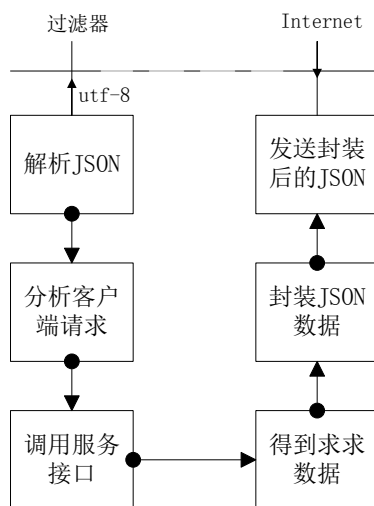 过滤器
Internet
utf-8
解析JSON
发送封装
后的JSON
分析客户
端请求
封装JSON
数据
调用服务
接口
得到求求
数据